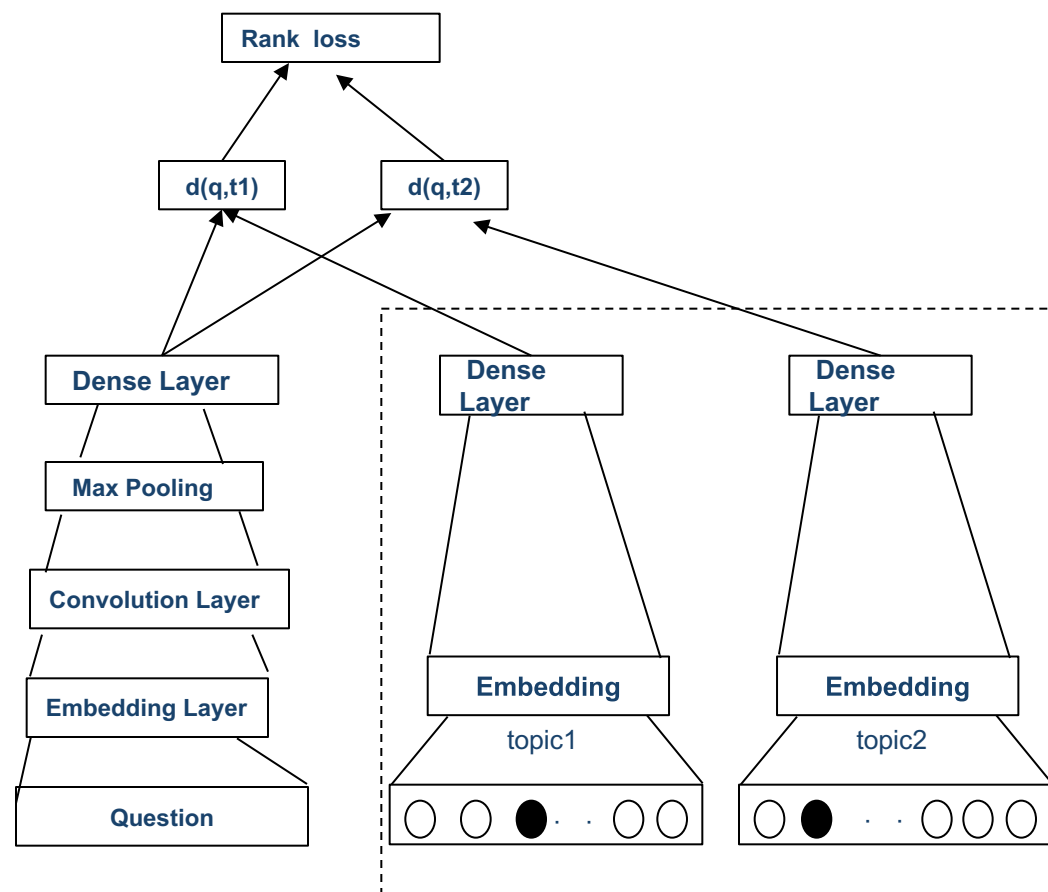 Rank loss
d(q,t1)
d(q,t2)
Dense Layer
Dense
Layer
Dense
Layer
Max Pooling
Convolution Layer
Embedding Layer
Embedding
Embedding
topic1
topic2
Question
. .
. .